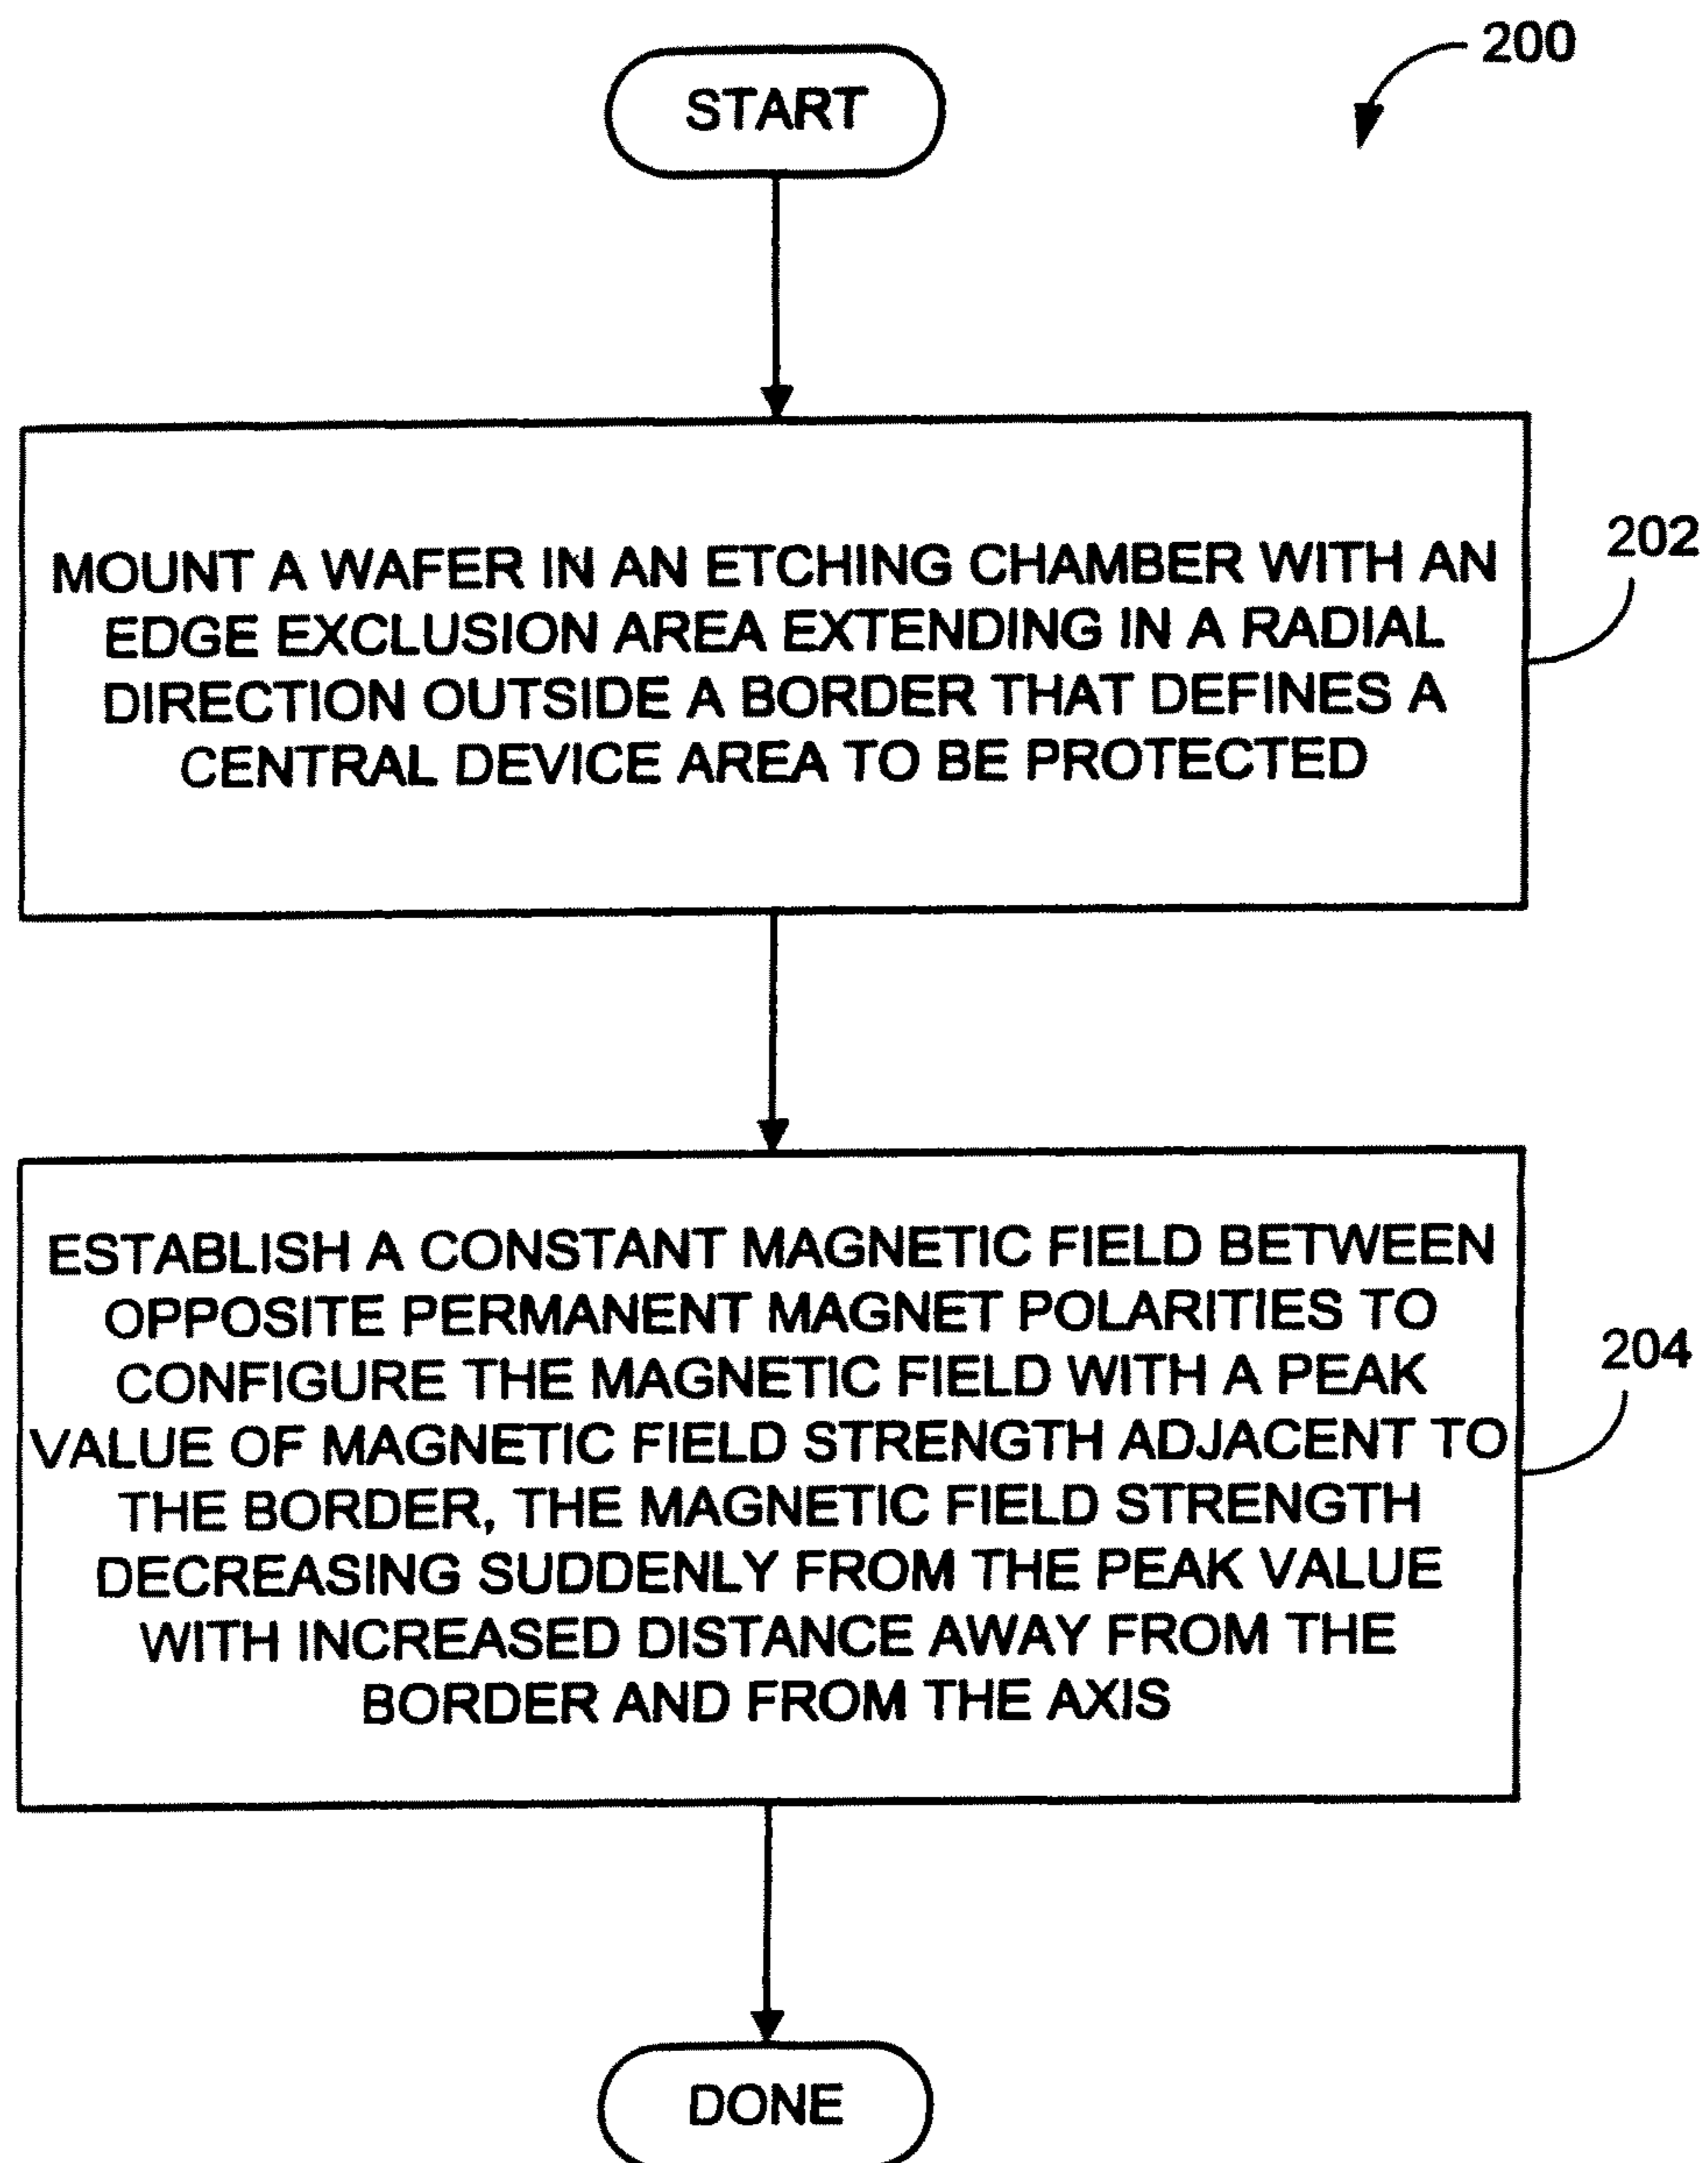 200
START
MOUNT A WAFER IN AN ETCHING CHAMBER WITH AN
EDGE EXCLUSION AREA EXTENDING IN A RADIAL
DIRECTION OUTSIDE A BORDER THAT DEFINES A
CENTRAL DEVICE AREA TO BE PROTECTED
202
ESTABLISH A CONSTANT MAGNETIC FIELD BETWEEN
OPPOSITE PERMANENT MAGNET POLARITIES TO
CONFIGURE THE MAGNETIC FIELD WITH A PEAK
VALUE OF MAGNETIC FIELD STRENGTH ADJACENT TO
THE BORDER, THE MAGNETIC FIELD STRENGTH
DECREASING SUDDENLY FROM THE PEAK VALUE
WITH INCREASED DISTANCE AWAY FROM THE
BORDER AND FROM THE AXIS
204
DONE